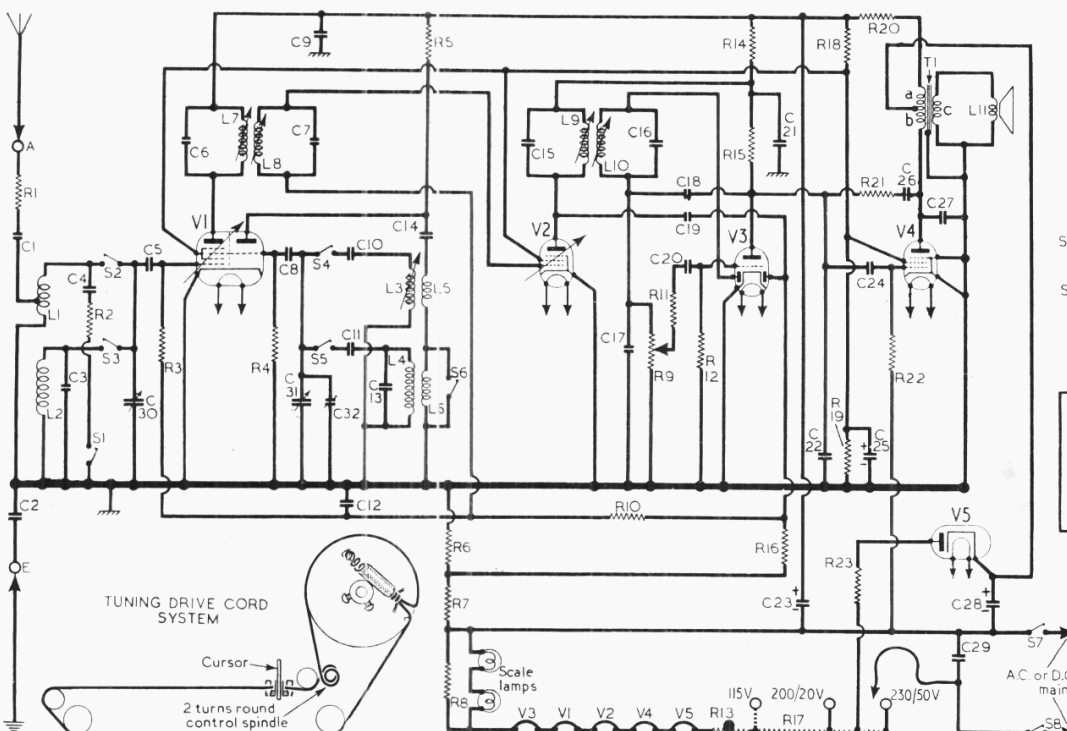 C9
R5
R14
R18
R20
T1
a
b
c
L11
A
R1
C1
L7
C6
L8
C7
L9
C15
L10
C16
C
21
R15
C18
C19
R21
C
26
C27
V1
V2
V3
V4
C14
C5
S2
C4
L1
R2
S3
L2
C3
S1
C
30
R3
R4
C8
S4
C10
L3
L5
S5
C11
C
31
C32
C
13
L4
L6
S6
C20
R11
C17
R9
R
12
C24
R22
C
22
R
19
C
25
S
S
C2
C12
R10
V5
E
R6
R16
R23
R7
C23
C28
TUNING DRIVE CORD
SYSTEM
Cursor
2 turns round
control spindle
R8
Scale
lamps
C29
S7
A.C. or D.C
main
S8
115V
200/20V
230/50V
V3
V1
V2
V4
V5
R13
R17